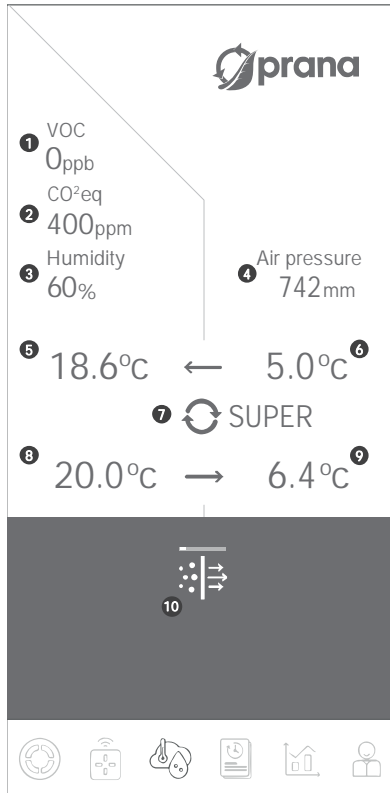 prana
1 VOC
0ppb
2 CO²eq
400ppm
3 Humidity
60%
4 Air pressure
742mm
5 18.6°C ← 5.0°C 6
7 SUPER
8 20.0°C → 6.4°C 9
10